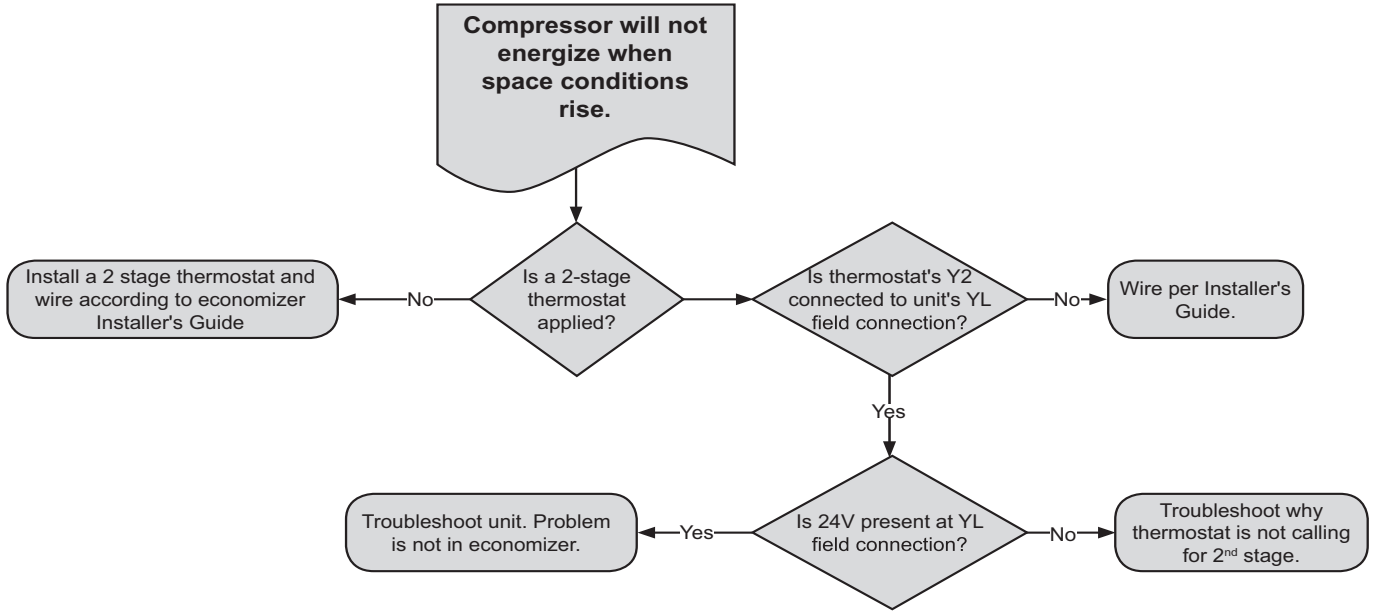 Compressor will not
energize when
space conditions
rise.
Install a 2 stage thermostat and
wire according to economizer
Installer's Guide
No
Is a 2-stage
thermostat
applied?
Is thermostat's Y2
connected to unit's YL
field connection?
No
Wire per Installer's
Guide.
Yes
Troubleshoot unit. Problem
is not in economizer.
Yes
Is 24V present at YL
field connection?
No
Troubleshoot why
thermostat is not calling
for 2nd stage.